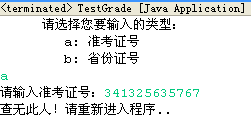 <terminated> TestGrade [Java Application]
请选择您要输入的类型:
a: 准考证号
b: 省份证号
a
请输入准考证号: 341325635767
查无此人! 请重新进入程序..